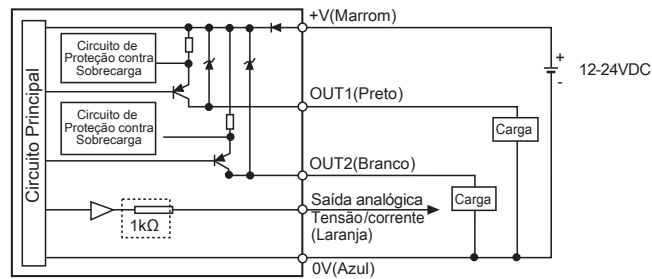 +V(Marrom)
Circuito de
Proteção contra
Sobrecarga
+
-
12-24VDC
OUT1(Preto)
Carga
Circuito de
Proteção contra
Sobrecarga
Circuito Principal
OUT2(Branco)
Saída analógica
Tensão/corrente
(Laranja)
Carga
1kΩ
0V(Azul)